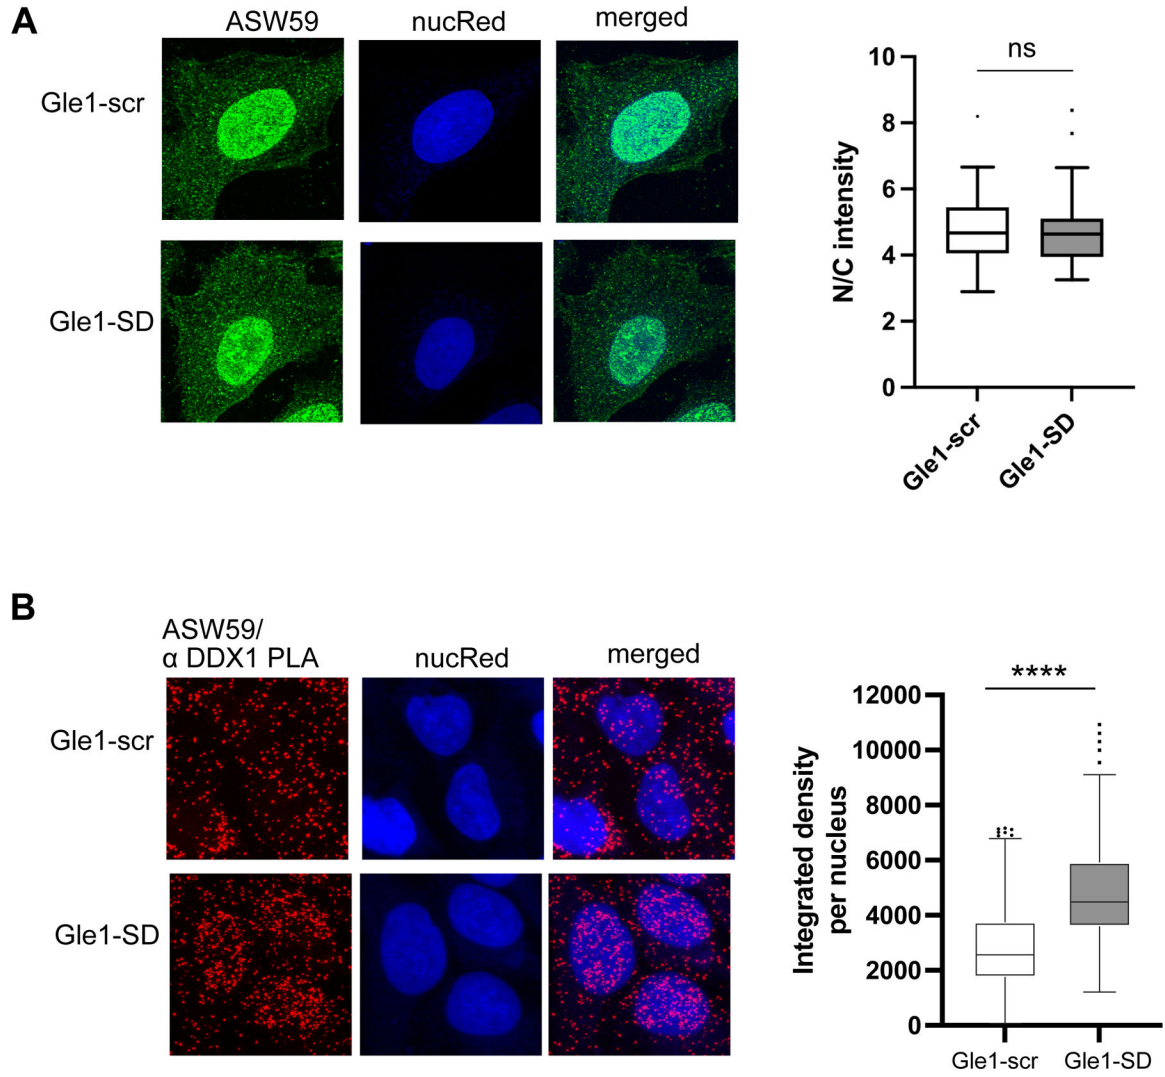 A
ASW59 nucRed merged
Gle1-scr
Gle1-SD
10
8
6
4
2
0
N/C intensity
ns
Gle1-scr
Gle1-SD
B
ASW59/
α DDX1 PLA nucRed merged
Gle1-scr
Gle1-SD
12000
10000
8000
6000
4000
2000
0
Integrated density
per nucleus
****
Gle1-scr Gle1-SD